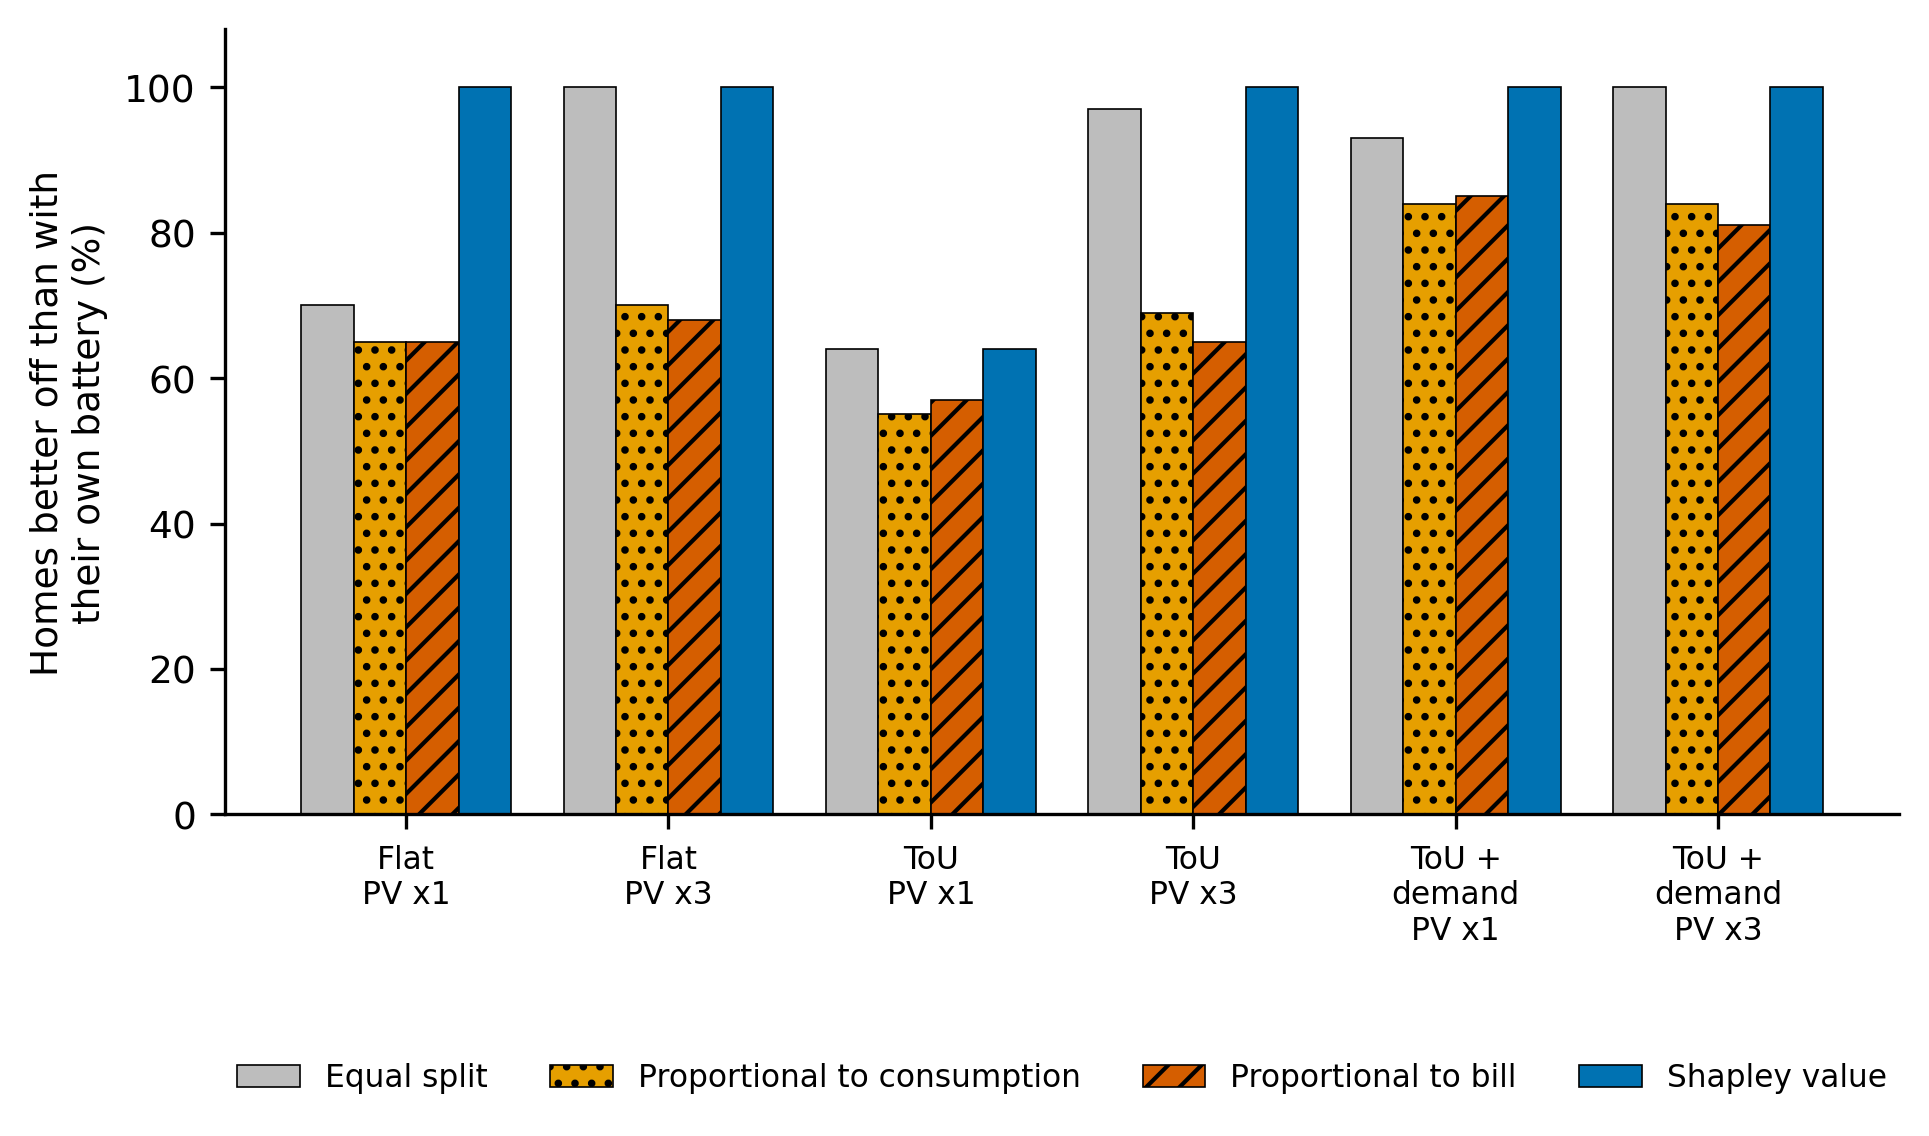 Homes better off than with
their own battery (%)
100
80
60
40
20
0
Flat
PV x1
Flat
PV x3
ToU
PV x1
ToU
PV x3
ToU +
demand
PV x1
ToU +
demand
PV x3
Equal split
Proportional to consumption
Proportional to bill
Shapley value